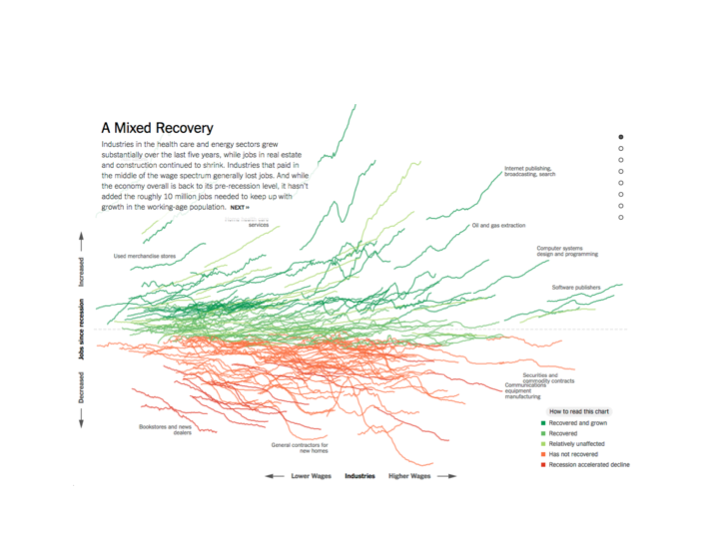 A Mixed Recovery
Industries in the health care and energy sectors grew
substantially over the last five years, while jobs in real estate
and construction continued to shrink. Industries that paid in
the middle of the wage spectrum generally lost jobs. And while
the economy overall is back to its pre-recession level, it hasn't
added the roughly 10 million jobs needed to keep up with
growth in the working-age population. NEXT »
services
Internet publishing,
broadcasting, search
Oil and gas extraction
Used merchandise stores
Computer systems
design and programming
Software publishers
Increased
Jobs since recession
Decreased
Securities and
commodity contracts
Communications
equipment
manufacturing
Bookstores and news
dealers
General contractors for
new homes
How to read this chart
Recovered and grown
Recovered
Relatively unaffected
Has not recovered
Recession accelerated decline
Lower Wages Industries Higher Wages